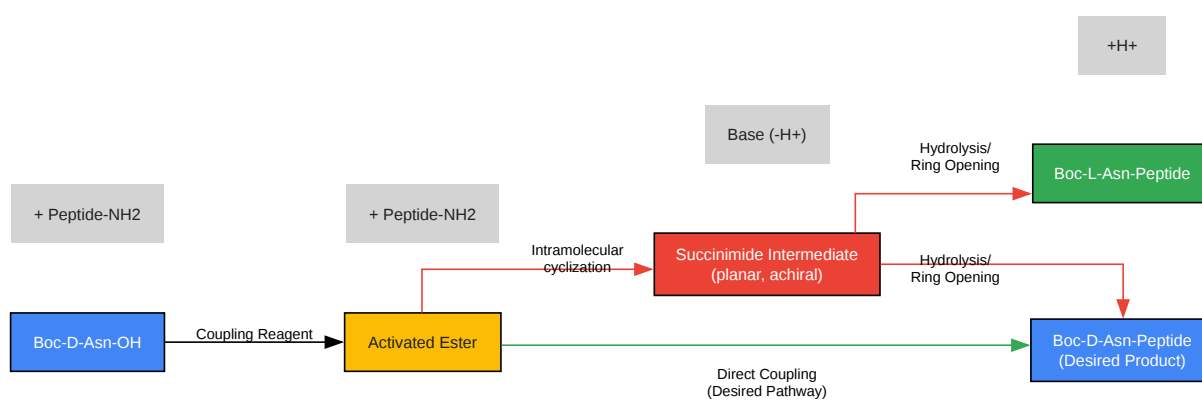 +H+
Base (-H+)
Hydrolysis/
Ring Opening
Boc-L-Asn-Peptide
+ Peptide-NH2
+ Peptide-NH2
Intramolecular
cyclization
Succinimide Intermediate
(planar, achiral)
Hydrolysis/
Ring Opening
Boc-D-Asn-OH
Coupling Reagent
Activated Ester
Boc-D-Asn-Peptide
(Desired Product)
Direct Coupling
(Desired Pathway)